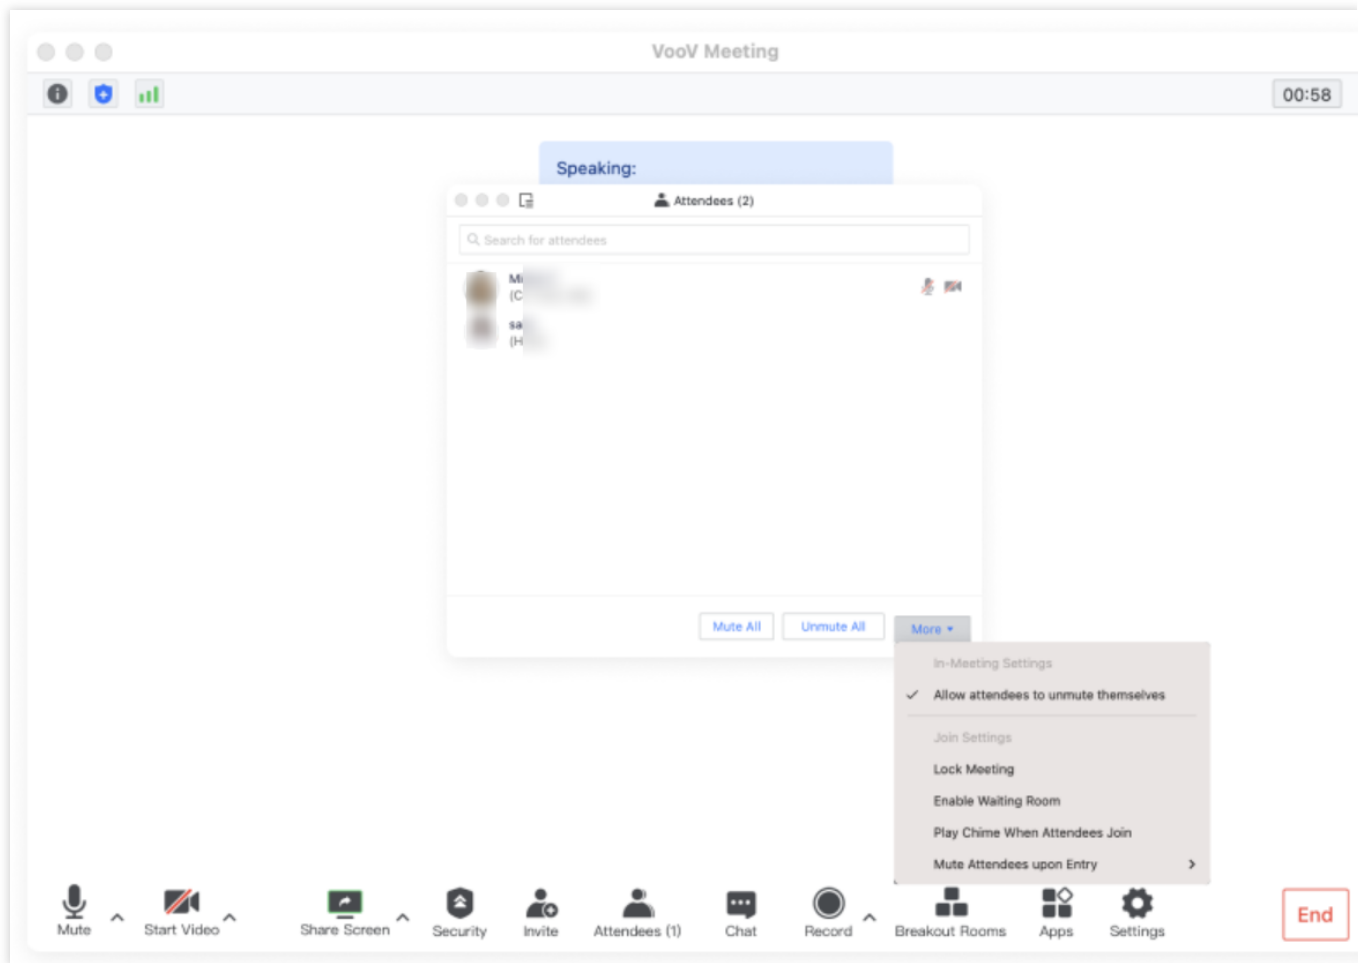 VooV Meeting
00:58
Speaking:
Attendees (2)
Search for attendees
Mute All
Unmute All
More
In-Meeting Settings
Allow attendees to unmute themselves
Join Settings
Lock Meeting
Enable Waiting Room
Play Chime When Attendees Join
Mute Attendees upon Entry
Mute
Start Video
Share Screen
Security
Invite
Attendees (1)
Chat
Record
Breakout Rooms
Apps
Settings
End